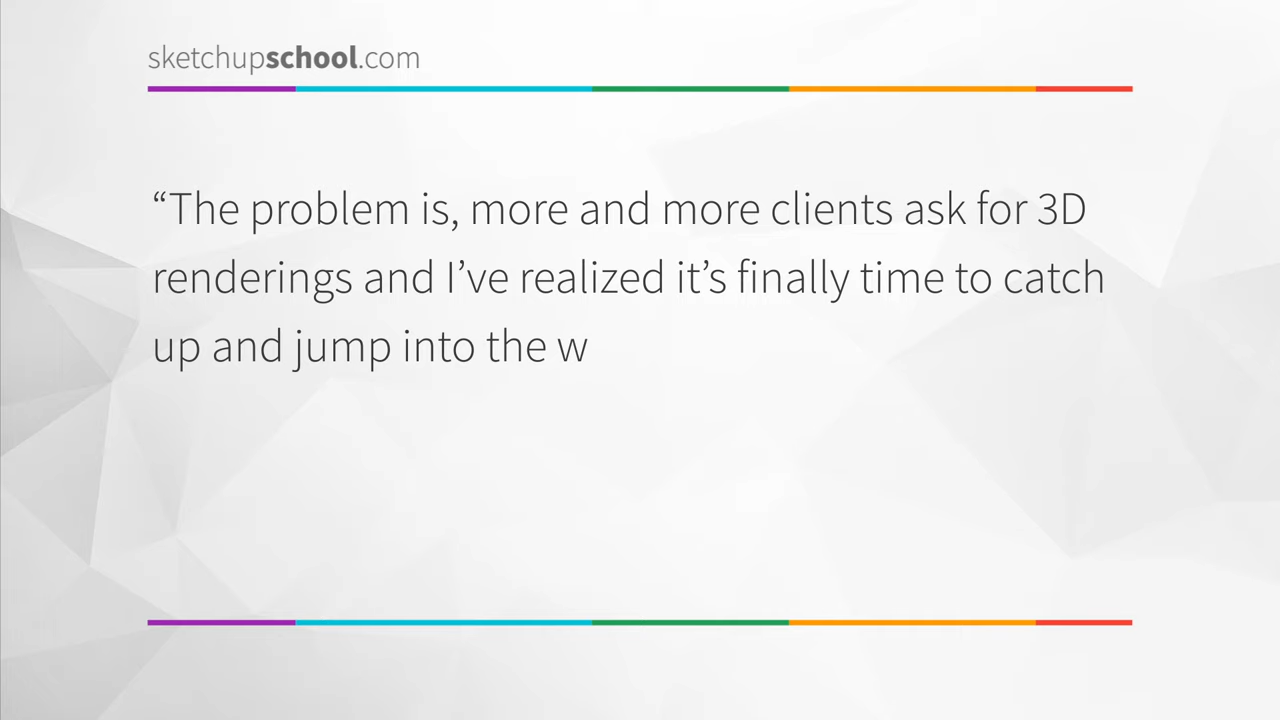 sketchupschool.com
“The problem is, more and more clients ask for 3D
renderings and I’ve realized it’s finally time to catch
up and jump into the w